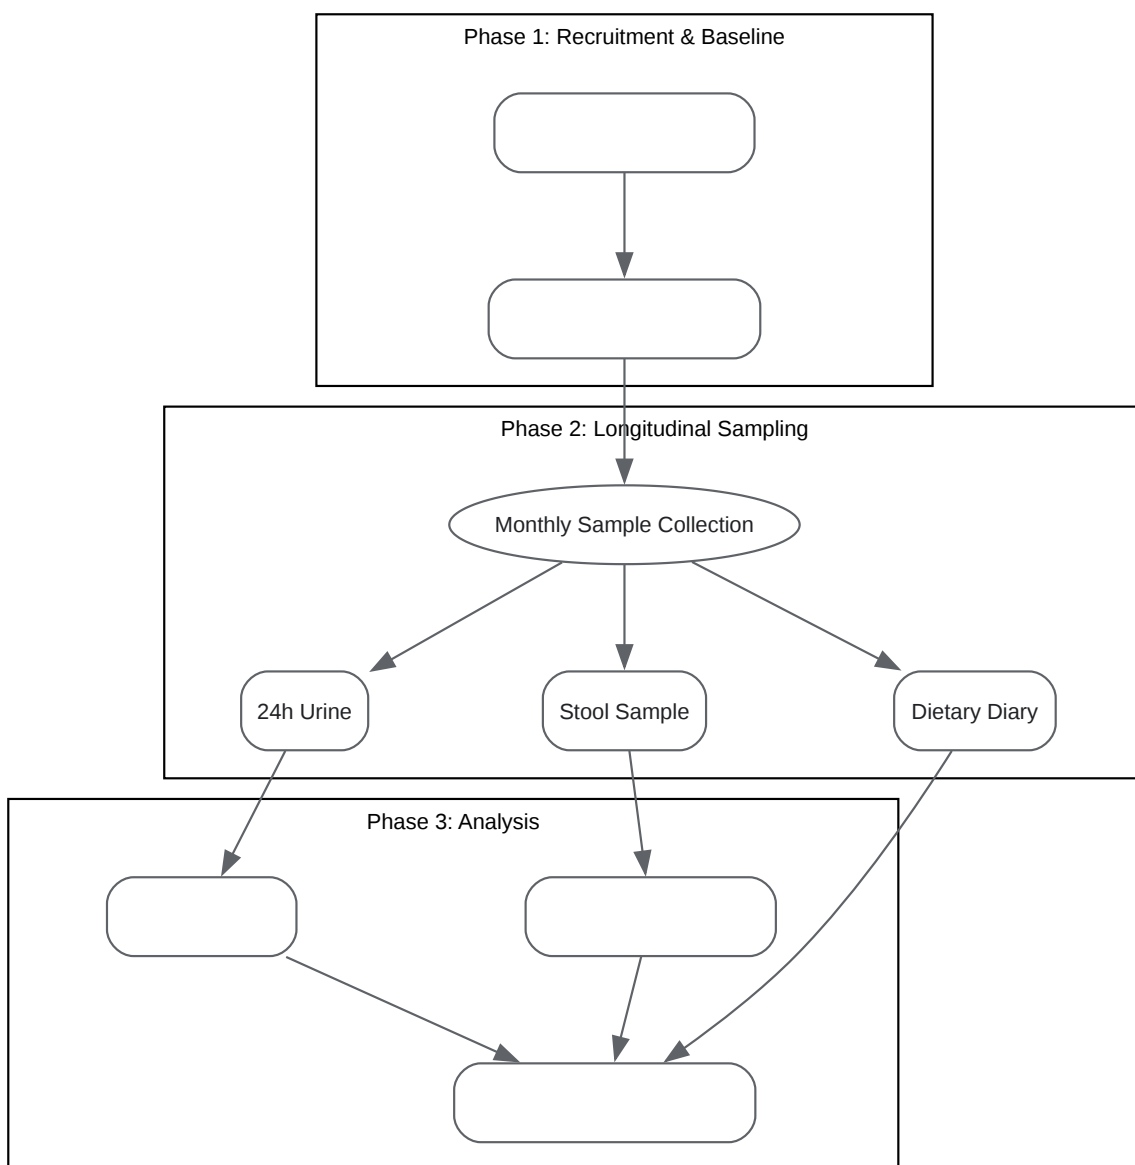 Phase 1: Recruitment & Baseline
Phase 2: Longitudinal Sampling
Monthly Sample Collection
24h Urine
Stool Sample
Dietary Diary
Phase 3: Analysis